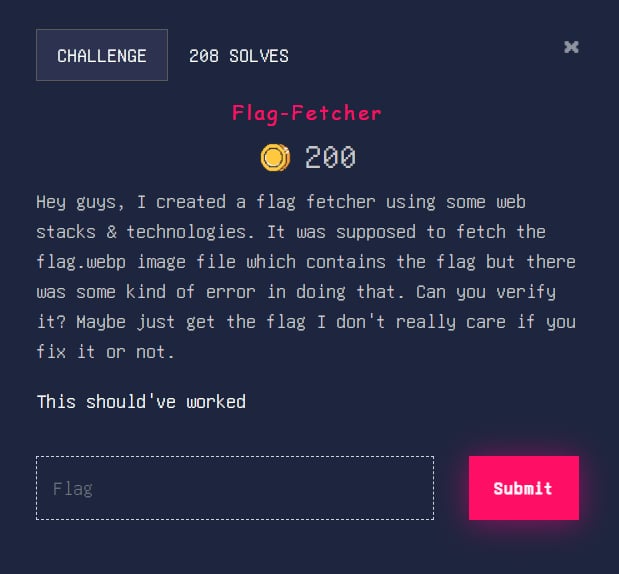 CHALLENGE 208 SOLVES
Flag-Fetcher
200
Hey guys, I created a flag fetcher using some web
stacks & technologies. It was supposed to fetch the
flag.webp image file which contains the flag but there
was some kind of error in doing that. Can you verify
it? Maybe just get the flag I don't really care if you
fix it or not.
This should've worked
Flag
Submit